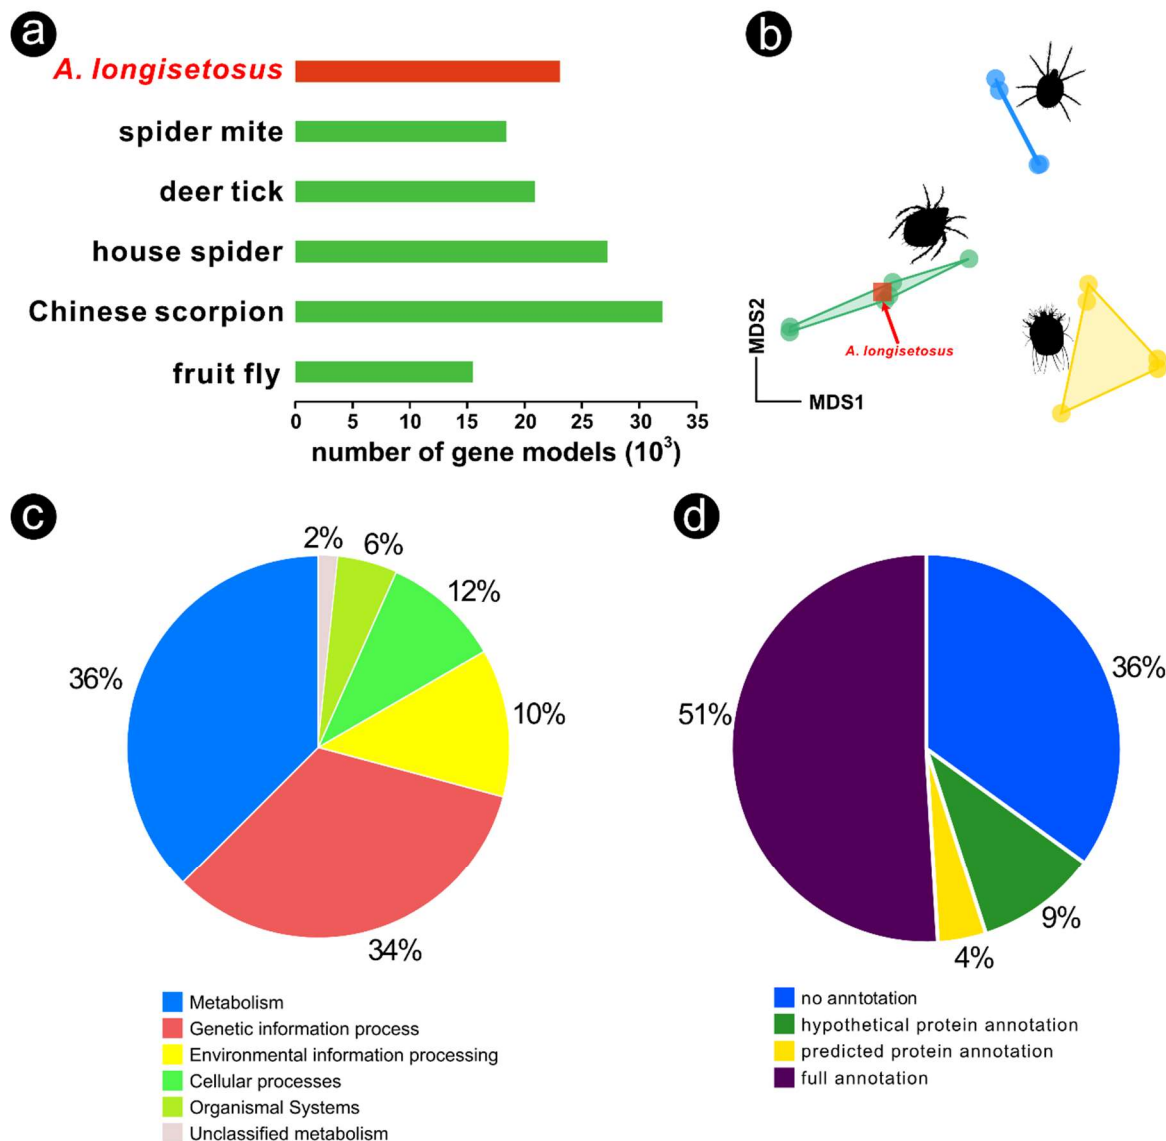 a
A. longisetosus
spider mite
deer tick
house spider
Chinese scorpion
fruit fly
0 5 10 15 20 25 30 35
number of gene models (10³)
b
MDS2
MDS1
A. longisetosus
c
2%
6%
12%
10%
34%
36%
Metabolism
Genetic information process
Environmental information processing
Cellular processes
Organismal Systems
Unclassified metabolism
d
36%
9%
4%
51%
no anntotation
hypothetical protein annotation
predicted protein annotation
full annotation